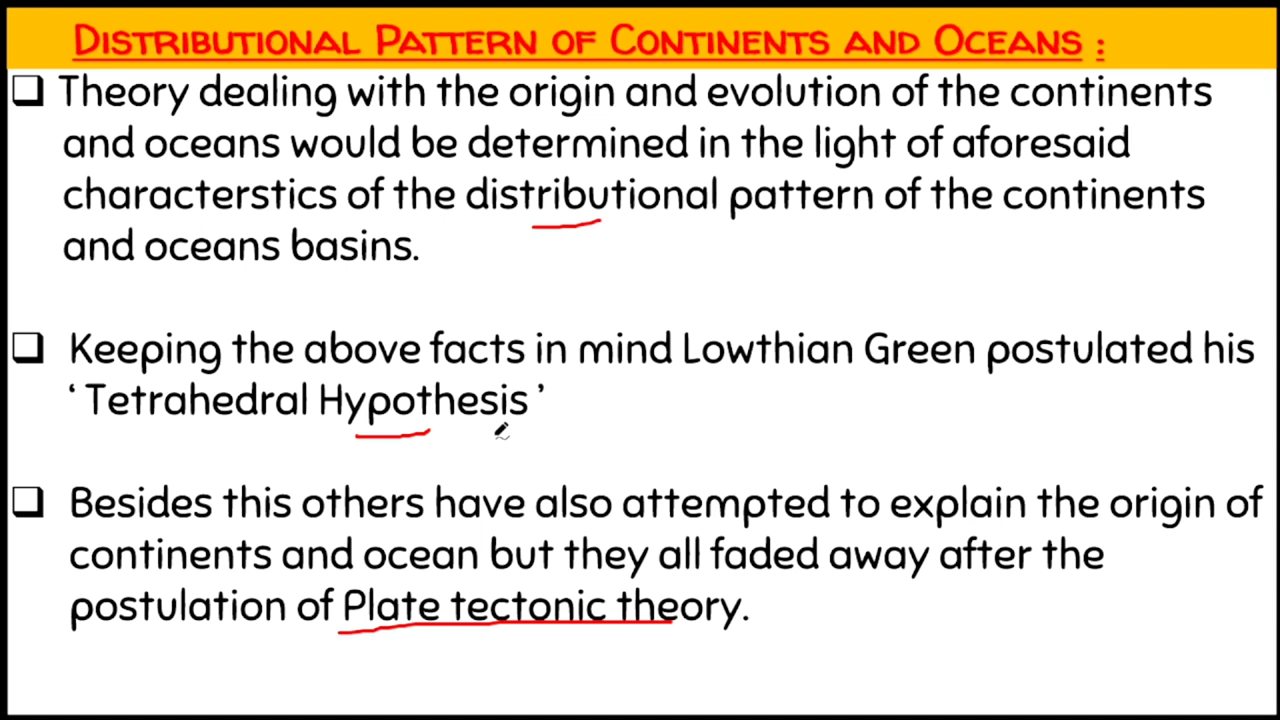 Distributional Pattern of Continents and Oceans :
Theory dealing with the origin and evolution of the continents
and oceans would be determined in the light of aforesaid
characterstics of the distributional pattern of the continents
and oceans basins.
Keeping the above facts in mind Lowthian Green postulated his
‘ Tetrahedral Hypothesis ’
Besides this others have also attempted to explain the origin of
continents and ocean but they all faded away after the
postulation of Plate tectonic theory.